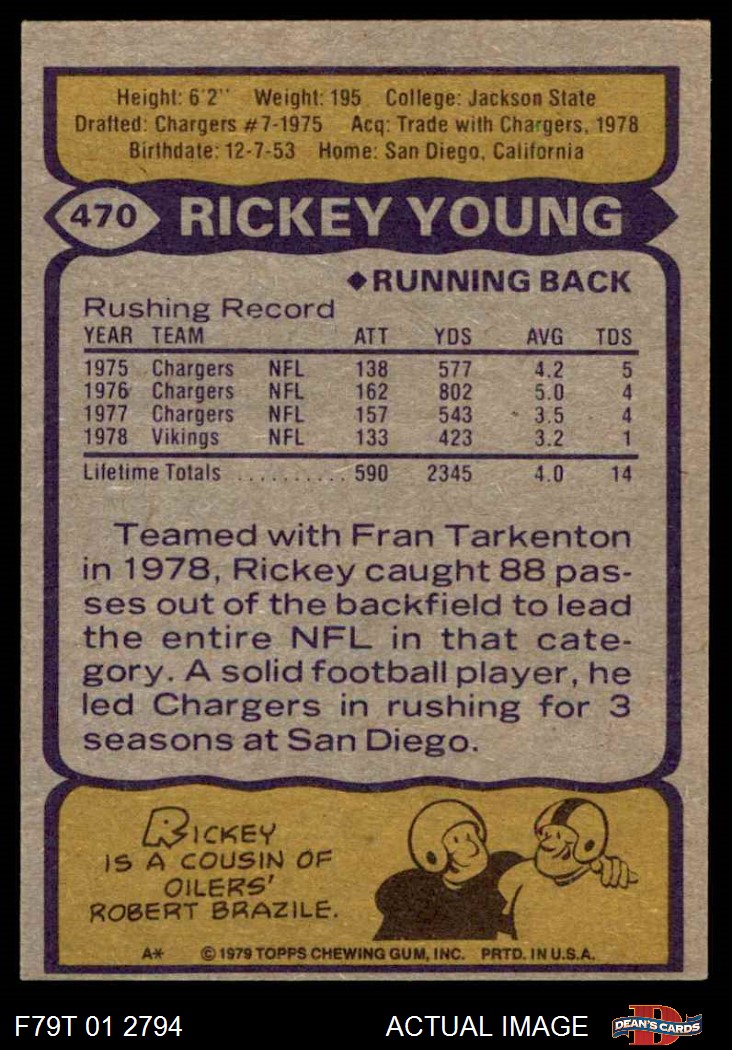 Height: 6'2" Weight: 195 College: Jackson State
Drafted: Chargers #7-1975 Acq: Trade with Chargers, 1978
Birthdate: 12-7-53 Home: San Diego, California
470 RICKEY YOUNG
◆RUNNING BACK
Rushing Record
YEAR TEAM ATT YDS AVG TDS
1975 Chargers NFL 138 577 4.2 5
1976 Chargers NFL 162 802 5.0 4
1977 Chargers NFL 157 543 3.5 4
1978 Vikings NFL 133 423 3.2 1
Lifetime Totals .......... 590 2345 4.0 14
Teamed with Fran Tarkenton
in 1978, Rickey caught 88 pas-
ses out of the backfield to lead
the entire NFL in that cate-
gory. A solid football player, he
led Chargers in rushing for 3
seasons at San Diego.
RICKEY
IS A COUSIN OF
OILERS'
ROBERT BRAZILE.
A* © 1979 TOPPS CHEWING GUM, INC. PRTD. IN U.S.A.
F79T 01 2794 ACTUAL IMAGE D DEAN'S CARDS